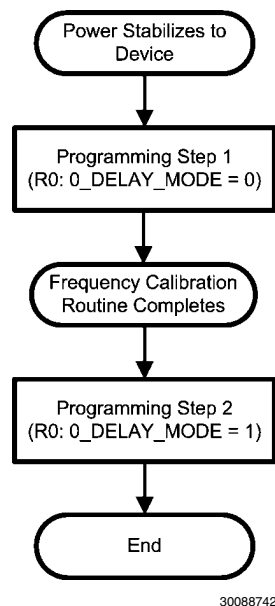 Power Stabilizes to
Device
Programming Step 1
(R0: 0_DELAY_MODE = 0)
Frequency Calibration
Routine Completes
Programming Step 2
(R0: 0_DELAY_MODE = 1)
End
30088742